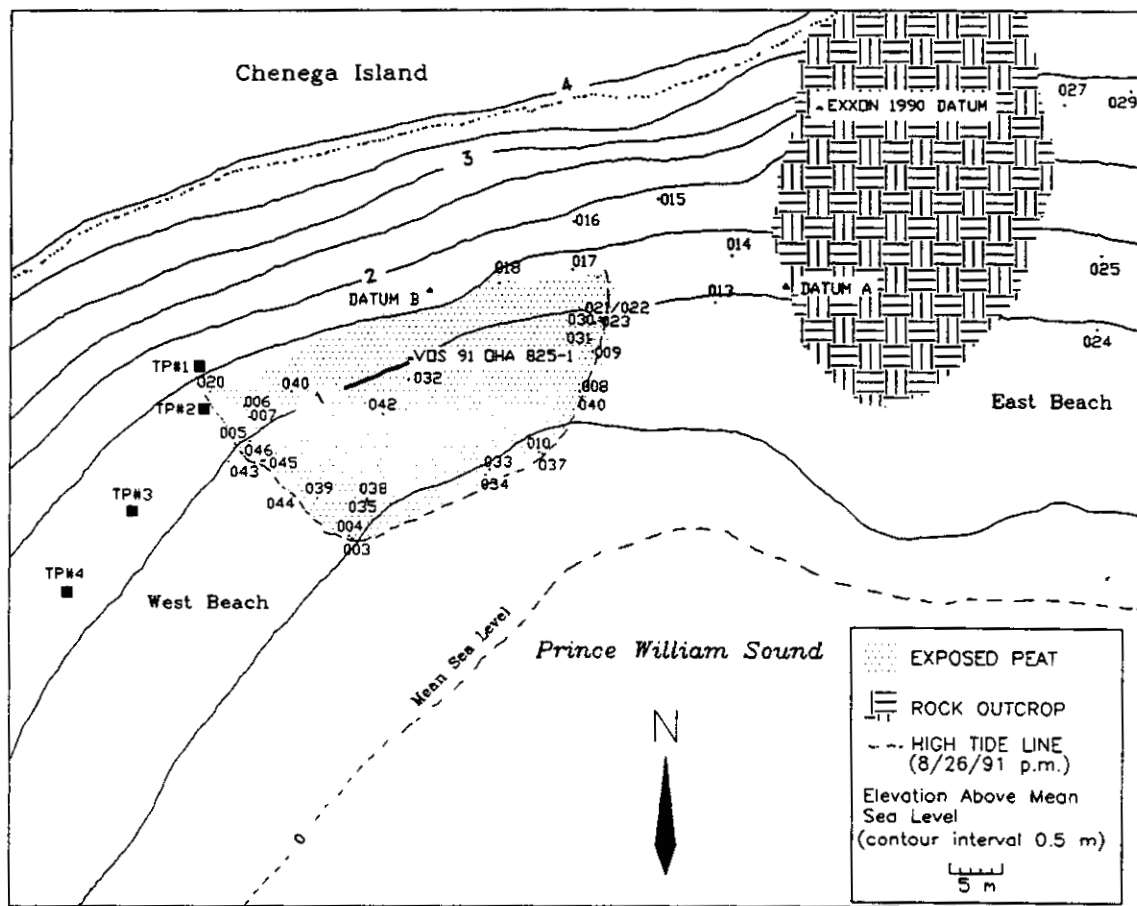 Chenega Island
4
EXXON 1990 DATUM
027
029
3
015
016
014
2
018
017
025
DATUM B
DATUM A
013
021/022
030
023
024
031
VDS 91 OHA 825-1
009
TP#1
032
020
040
008
1
006
042
040
East Beach
TP#2
007
005
010
046
045
033
037
043
034
039
038
044
035
TP#3
004
003
TP#4
West Beach
Prince William Sound
Mean Sea Level
0
N
EXPOSED PEAT
ROCK OUTCROP
HIGH TIDE LINE
(8/26/91 p.m.)
Elevation Above Mean
Sea Level
(contour interval 0.5 m)
5 m